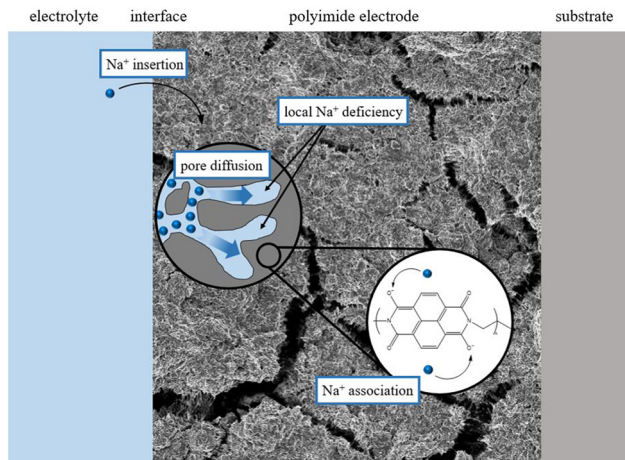 electrolyte
interface
polyimide electrode
substrate
Na⁺ insertion
local Na⁺ deficiency
pore diffusion
O⁻
O
N
N
O
O⁻
n
Na⁺ association